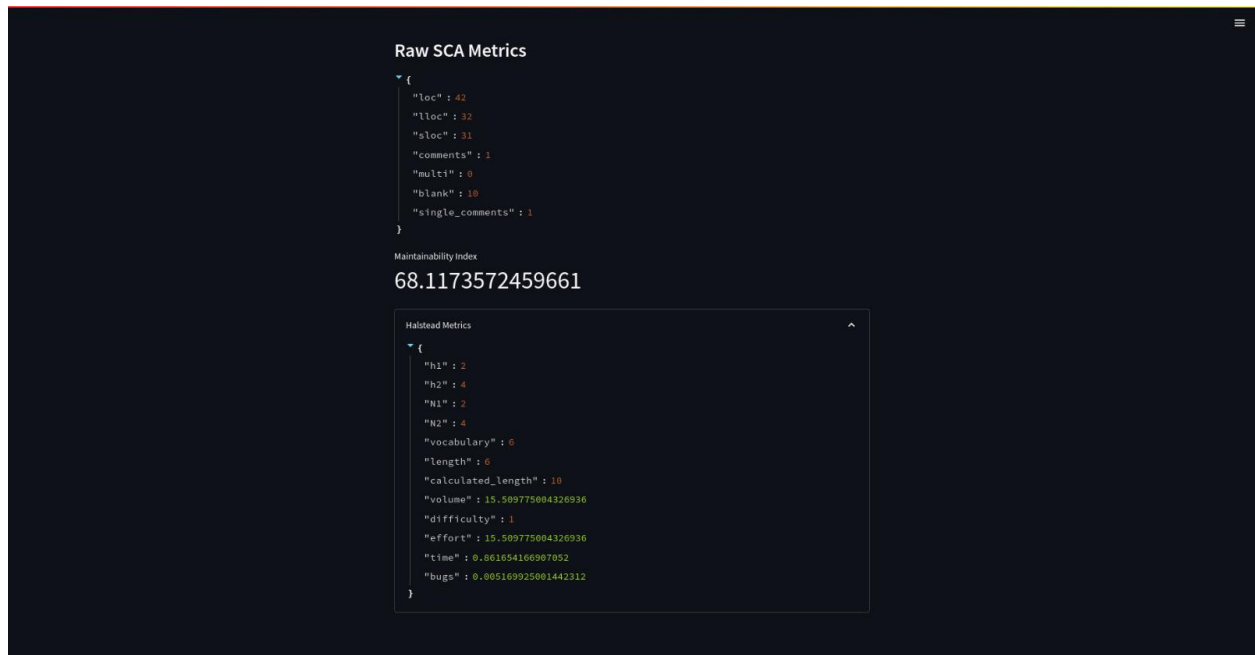 Raw SCA Metrics
{
"loc" : 42
"lloc" : 32
"sloc" : 31
"comments" : 1
"multi" : 0
"blank" : 10
"single_comments" : 1
}
Maintainability Index
68.1173572459661
Halstead Metrics
{
"h1" : 2
"h2" : 4
"N1" : 2
"N2" : 4
"vocabulary" : 6
"length" : 6
"calculated_length" : 10
"volume" : 15.509775004326936
"difficulty" : 1
"effort" : 15.509775004326936
"time" : 0.861654166907052
"bugs" : 0.005169925001442312
}